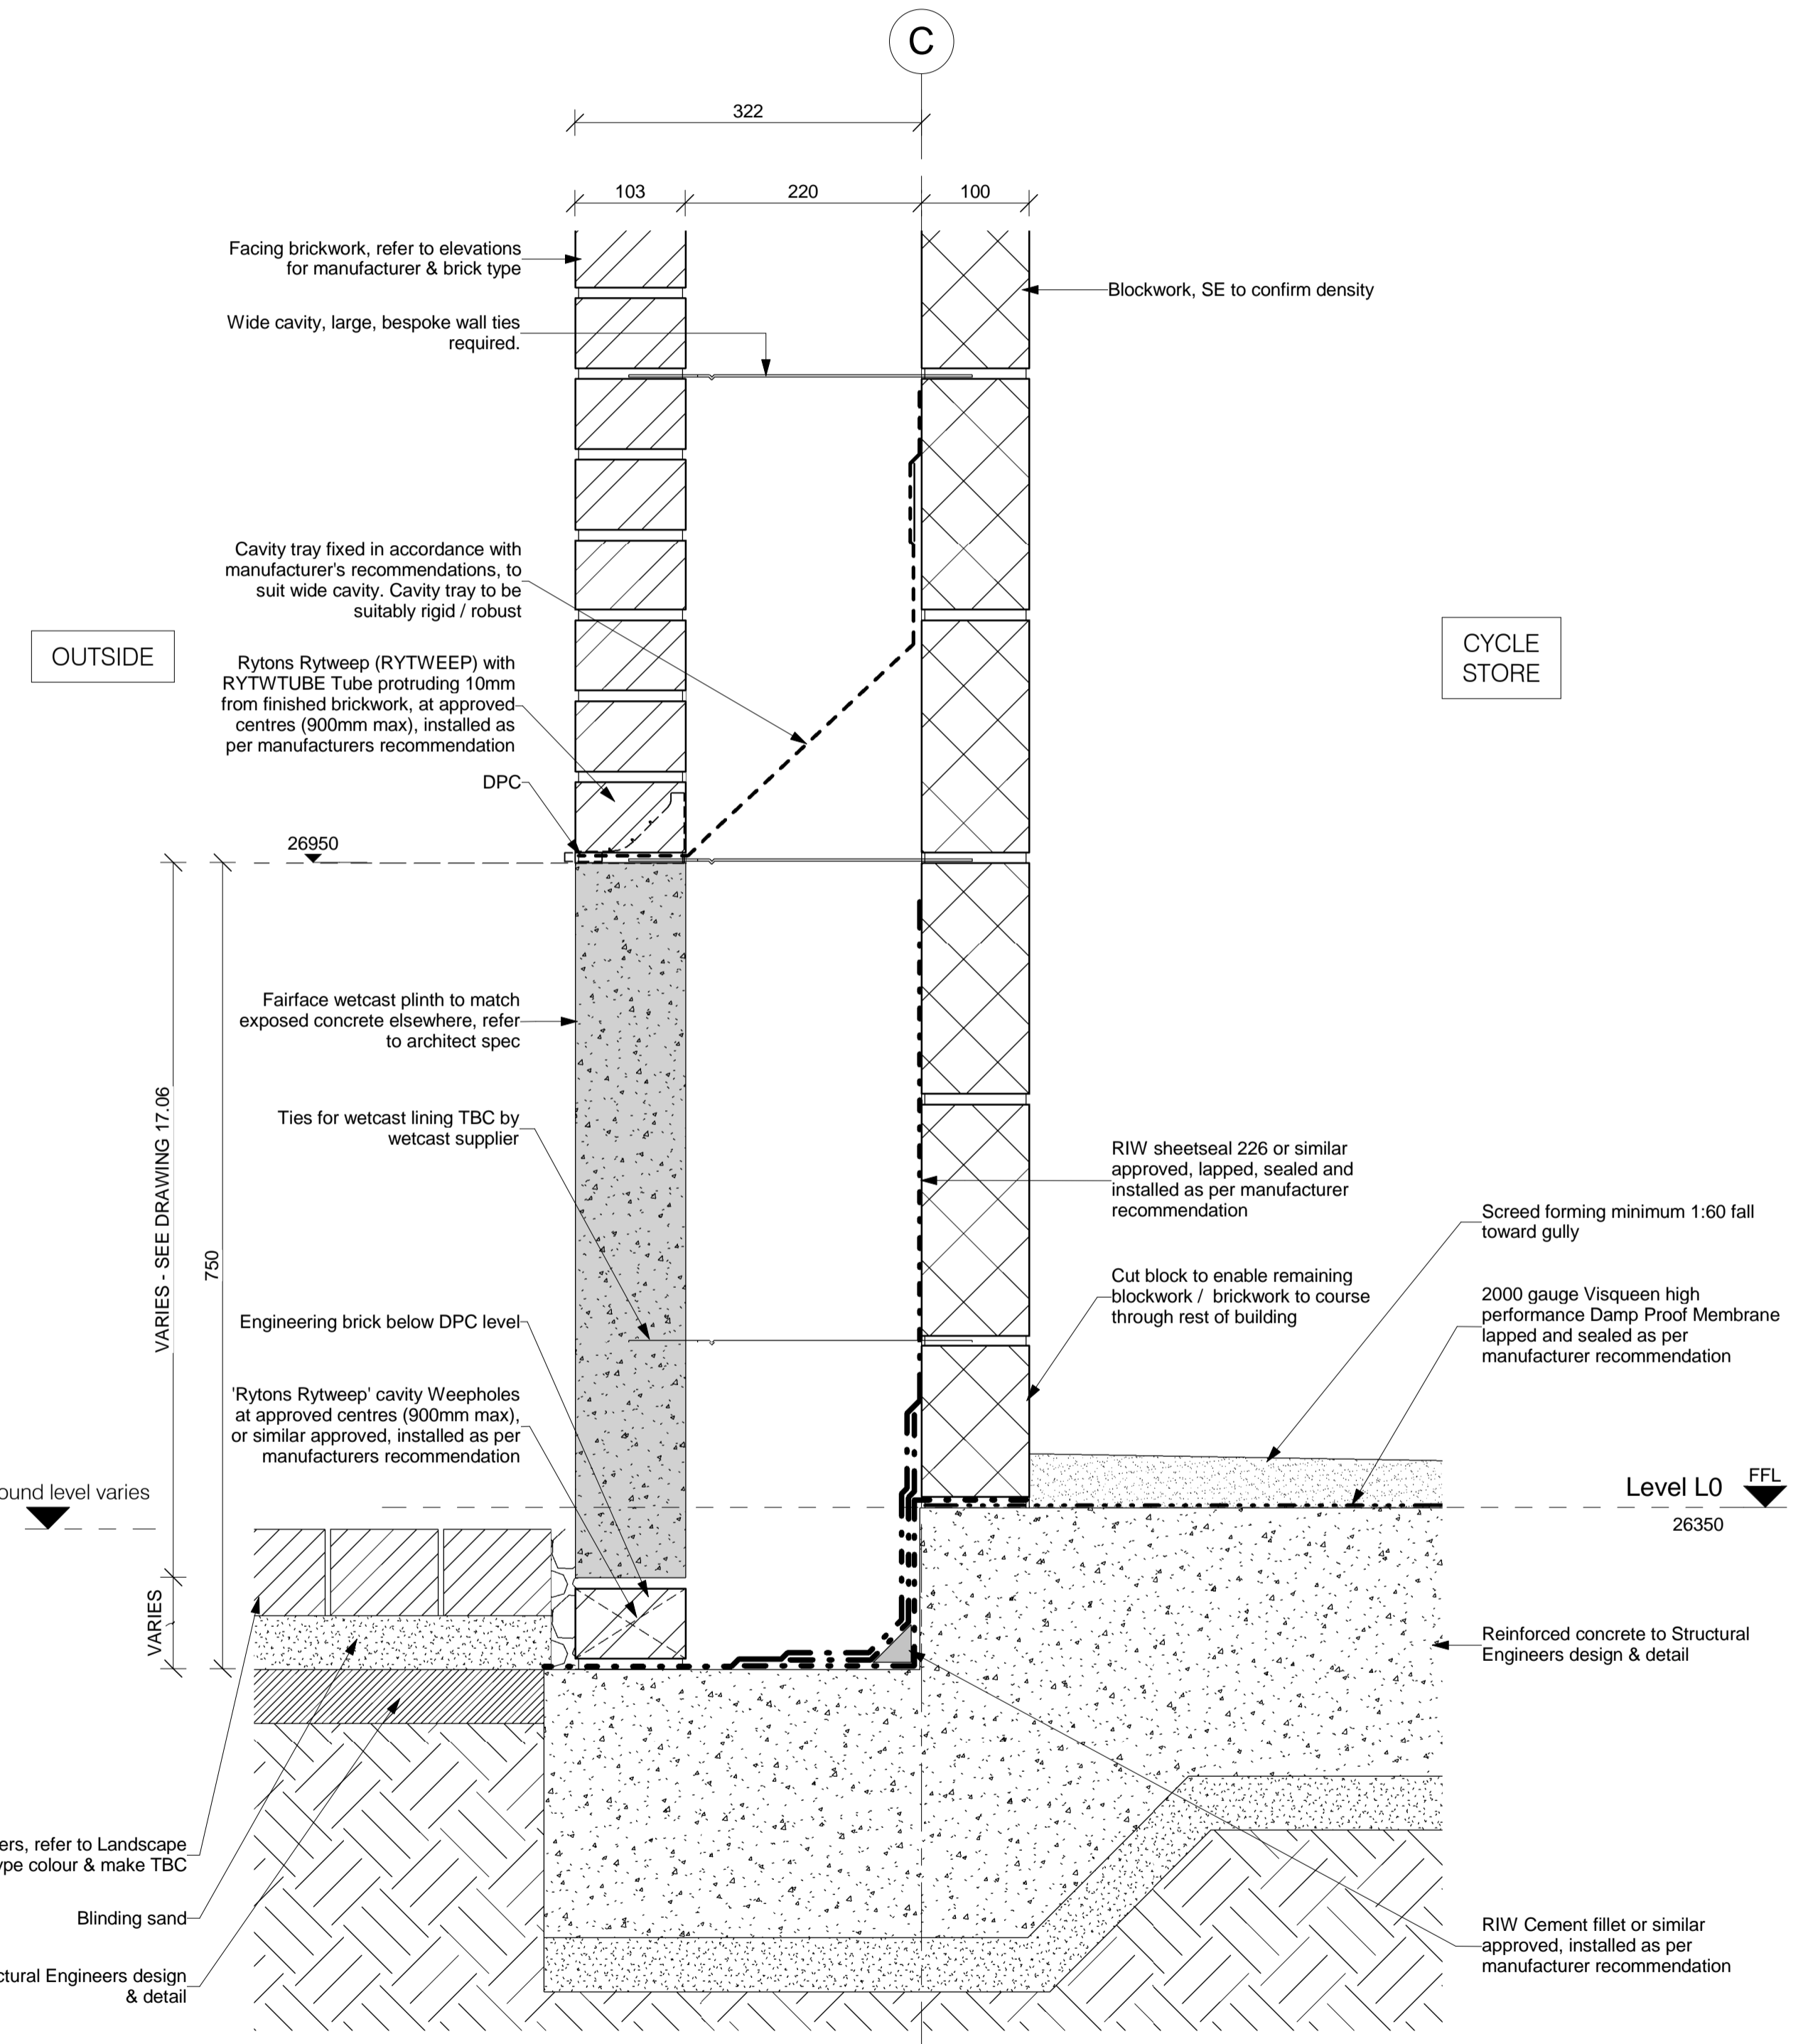 C
322
103
220
100
Facing brickwork, refer to elevations
for manufacturer & brick type
Blockwork, SE to confirm density
Wide cavity, large, bespoke wall ties
required.
Cavity tray fixed in accordance with
manufacturer's recommendations, to
suit wide cavity. Cavity tray to be
suitably rigid / robust
OUTSIDE
CYCLE
STORE
Rytons Rytweep (RYTWEEP) with
RYTWTUBE Tube protruding 10mm
from finished brickwork, at approved
centres (900mm max), installed as
per manufacturers recommendation
DPC
26950
Fairface wetcast plinth to match
exposed concrete elsewhere, refer
to architect spec
VARIES - SEE DRAWING 17.06
750
Ties for wetcast lining TBC by
wetcast supplier
RIW sheetseal 226 or similar
approved, lapped, sealed and
installed as per manufacturer
recommendation
Screed forming minimum 1:60 fall
toward gully
Cut block to enable remaining
blockwork / brickwork to course
through rest of building
2000 gauge Visqueen high
performance Damp Proof Membrane
lapped and sealed as per
manufacturer recommendation
Engineering brick below DPC level
'Rytons Rytweep' cavity Weepholes
at approved centres (900mm max),
or similar approved, installed as per
manufacturers recommendation
level varies
Level L0
FFL
26350
VARIES
Reinforced concrete to Structural
Engineers design & detail
refer to Landscape
colour & make TBC
Blinding sand
Engineers design
& detail
RIW Cement fillet or similar
approved, installed as per
manufacturer recommendation